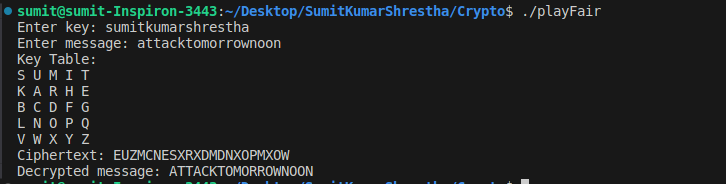 sumit@sumit-Inspiron-3443:~/Desktop/SumitKumarShrestha/Crypto$ ./playFair
Enter key: sumitkumarshrestha
Enter message: attacktomorrownoon
Key Table:
S U M I T
K A R H E
B C D F G
L N O P Q
V W X Y Z
Ciphertext: EUZMCNESXRXDMDNXOPMXOW
Decrypted message: ATTACKTOMORROWNOON